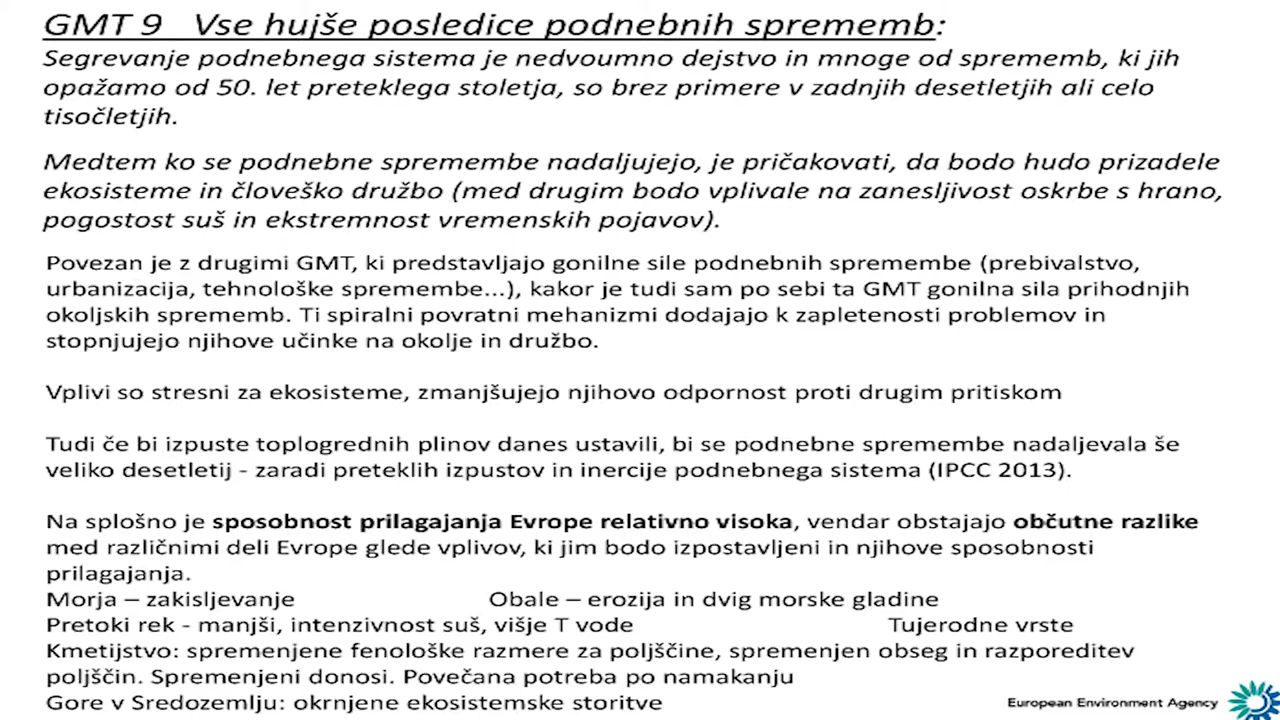 GMT 9 Vse hujše posledice podnebnih sprememb:
Segrevanje podnebnega sistema je nedvoumno dejstvo in mnoge od sprememb, ki jih
opažamo od 50. let preteklega stoletja, so brez primere v zadnjih desetletjih ali celo
tisočletjih.
Medtem ko se podnebne spremembe nadaljujejo, je pričakovati, da bodo hudo prizadele
ekosisteme in človeško družbo (med drugim bodo vplivale na zanesljivost oskrbe s hrano,
pogostost suš in ekstremnost vremenskih pojavov).
Povezan je z drugimi GMT, ki predstavljajo gonilne sile podnebnih spremembe (prebivalstvo,
urbanizacija, tehnološke spremembe...), kakor je tudi sam po sebi ta GMT gonilna sila prihodnjih
okoljskih sprememb. Ti spiralni povratni mehanizmi dodajajo k zapletenosti problemov in
stopnjujejo njihove učinke na okolje in družbo.
Vplivi so stresni za ekosisteme, zmanjšujejo njihovo odpornost proti drugim pritiskom
Tudi če bi izpuste toplogrednih plinov danes ustavili, bi se podnebne spremembe nadaljevala še
veliko desetletij - zaradi preteklih izpustov in inercije podnebnega sistema (IPCC 2013).
Na splošno je sposobnost prilagajanja Evrope relativno visoka, vendar obstajajo občutne razlike
med različnimi deli Evrope glede vplivov, ki jim bodo izpostavljeni in njihove sposobnosti
prilagajanja.
Morja – zakisljevanje Obale – erozija in dvig morske gladine
Pretoki rek - manjši, intenzivnost suš, višje T vode Tujerodne vrste
Kmetijstvo: spremenjene fenološke razmere za poljščine, spremenjen obseg in razporeditev
poljščin. Spremenjeni donosi. Povečana potreba po namakanju
Gore v Sredozemlju: okrnjene ekosistemske storitve
European Environment Agency